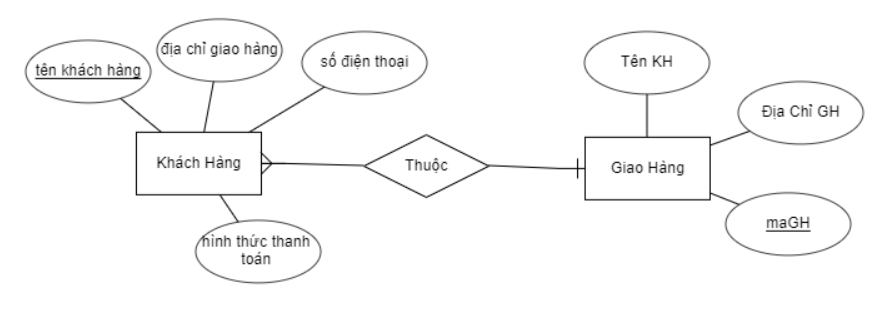 tên khách hàng
địa chỉ giao hàng
số điện thoại
Tên KH
Địa Chỉ GH
Khách Hàng
Thuộc
Giao Hàng
maGH
hình thức thanh
toán